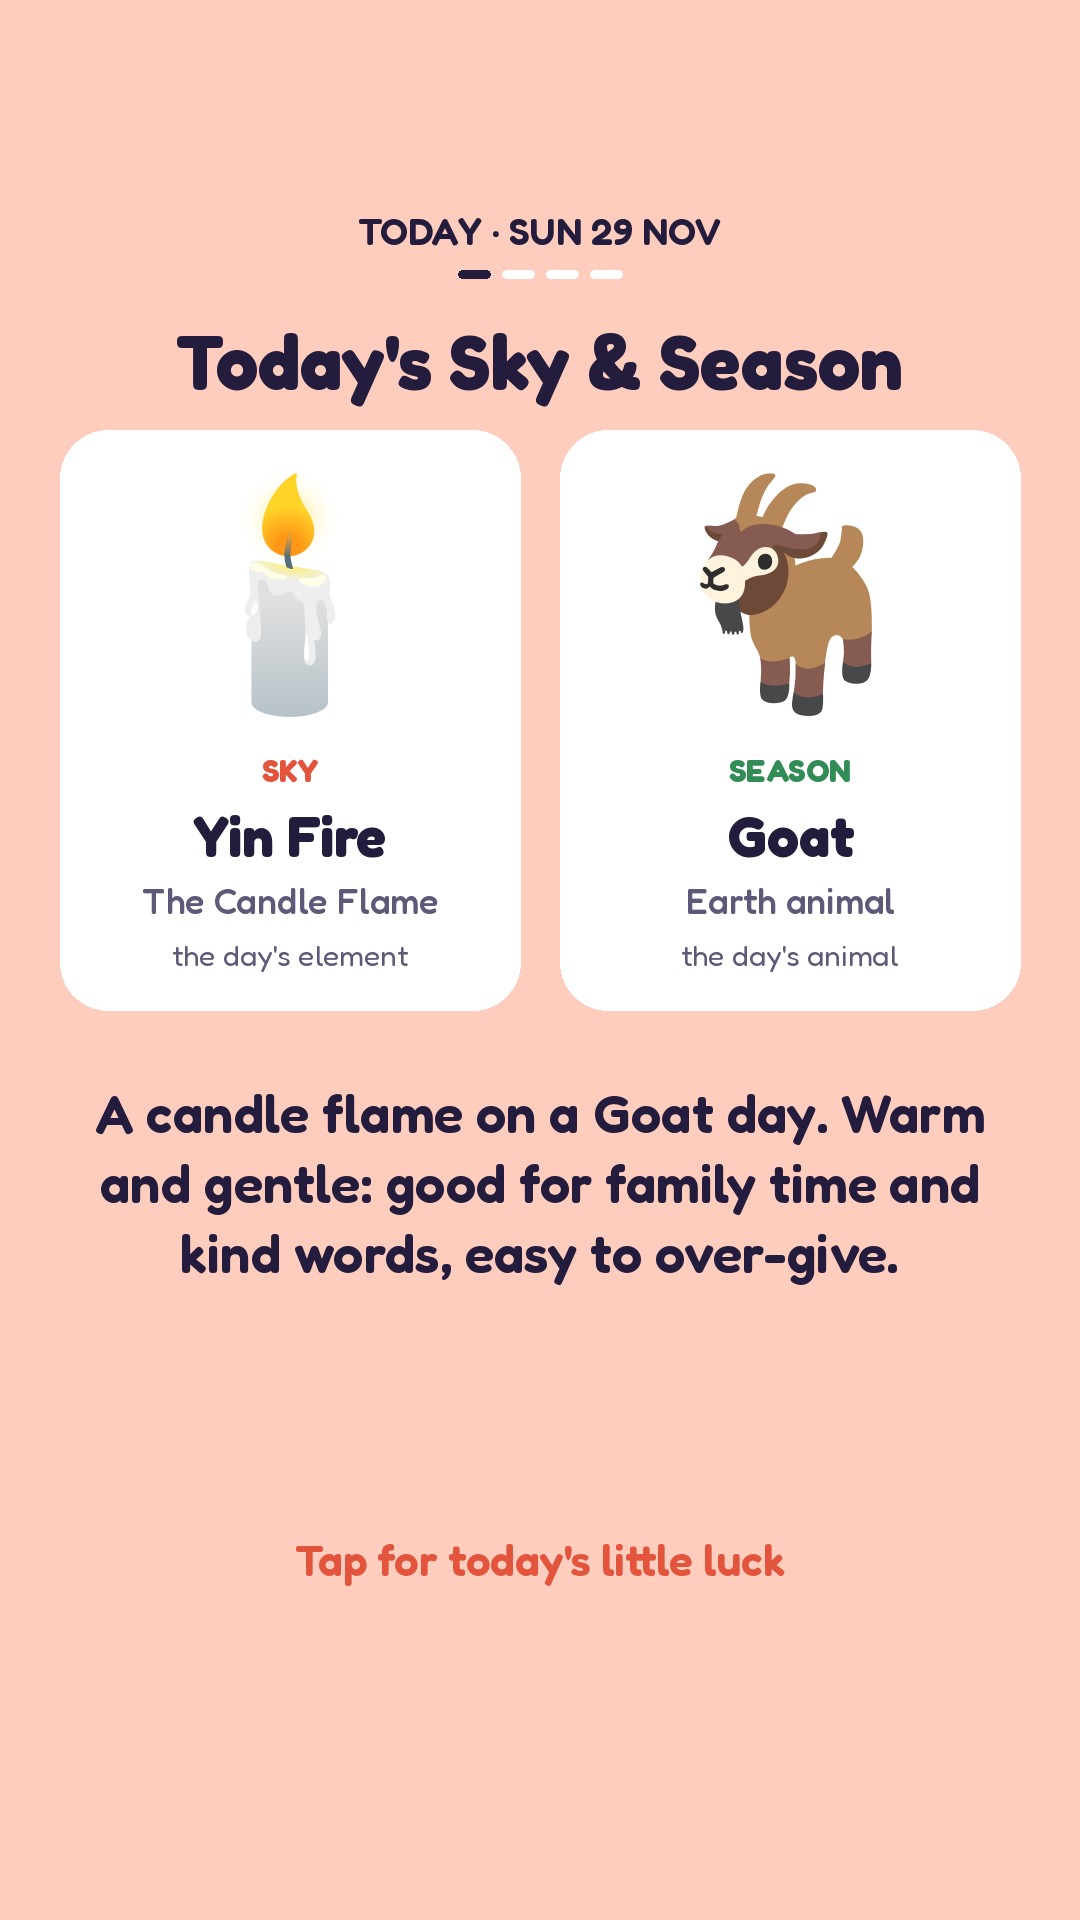 TODAY · SUN 29 NOV
Today's Sky & Season
SKY
Yin Fire
The Candle Flame
the day's element
SEASON
Goat
Earth animal
the day's animal
A candle flame on a Goat day. Warm
and gentle: good for family time and
kind words, easy to over-give.
Tap for today's little luck